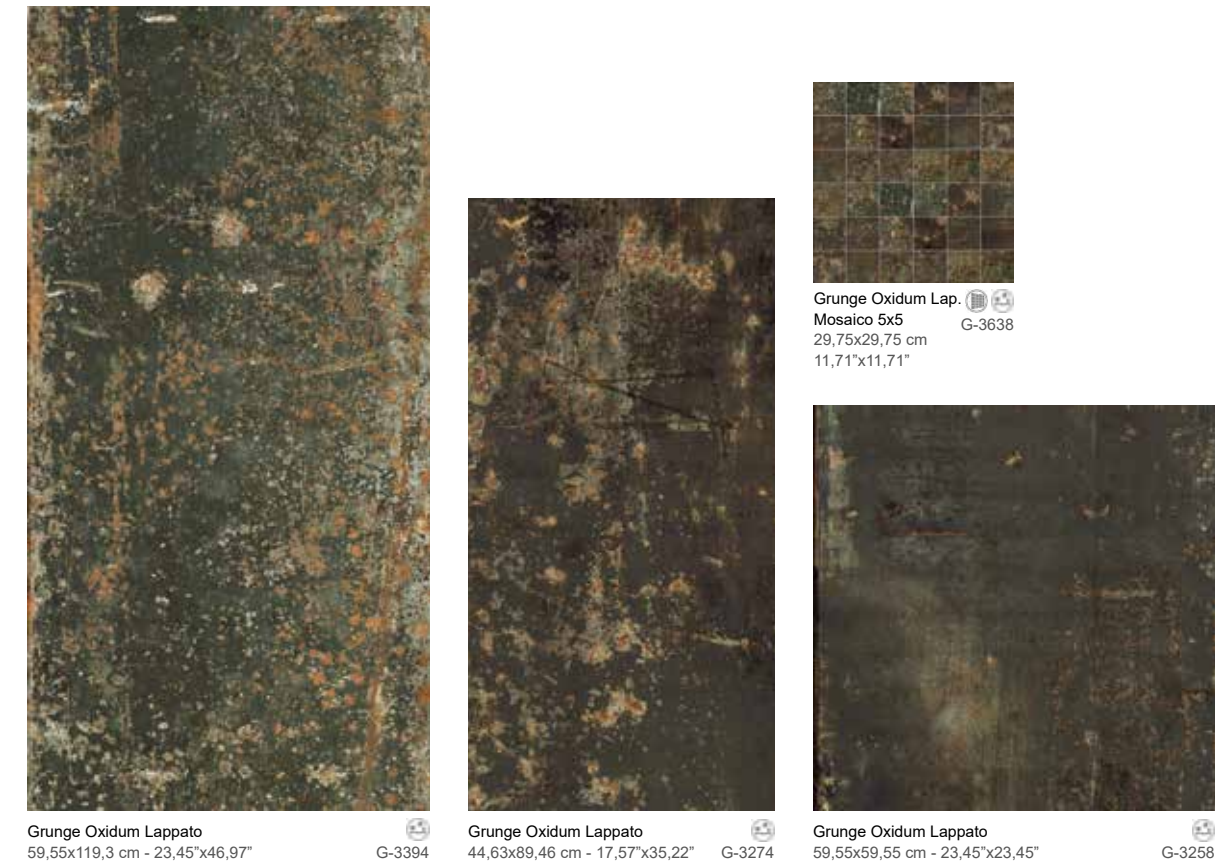 Grunge Oxidum Lap.
Mosaico 5x5
G-3638
29,75x29,75 cm
11,71”x11,71”
Grunge Oxidum Lappato
59,55x119,3 cm - 23,45”x46,97” G-3394
Grunge Oxidum Lappato
44,63x89,46 cm - 17,57”x35,22” G-3274
Grunge Oxidum Lappato
59,55x59,55 cm - 23,45”x23,45” G-3258